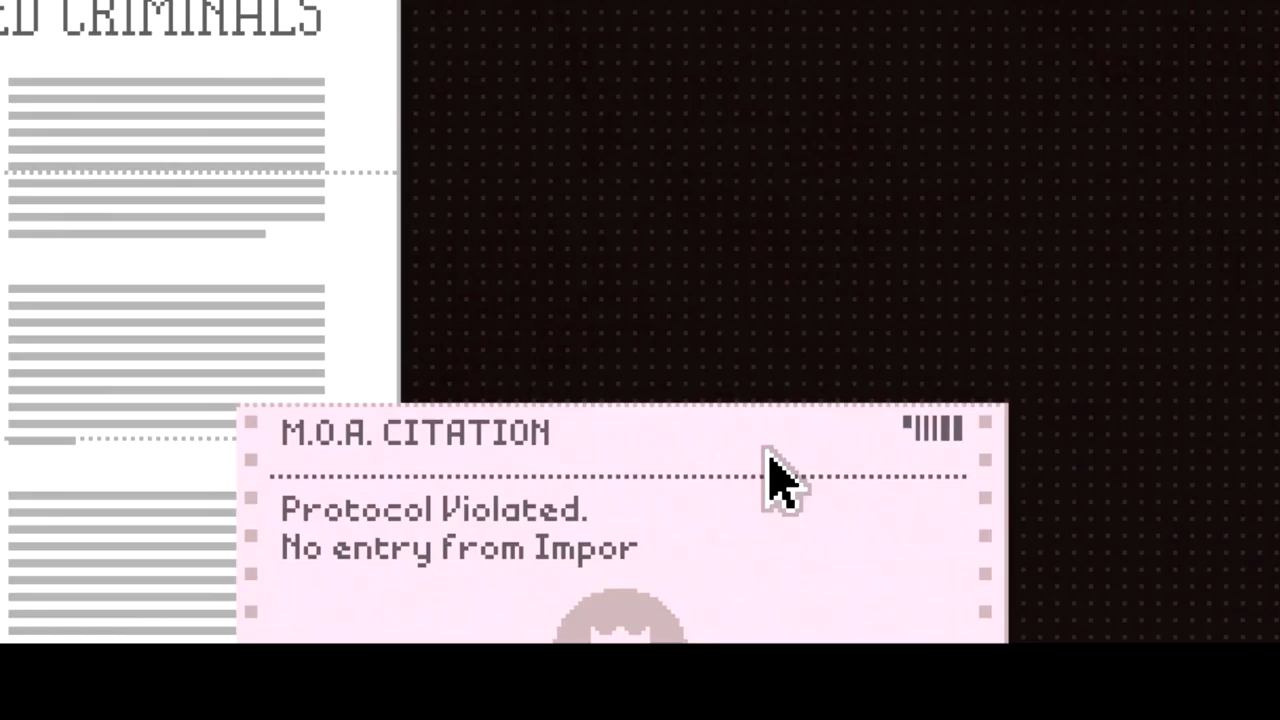 ED CRIMINALS
M.O.A. CITATION
Protocol Violated.
No entry from Impor